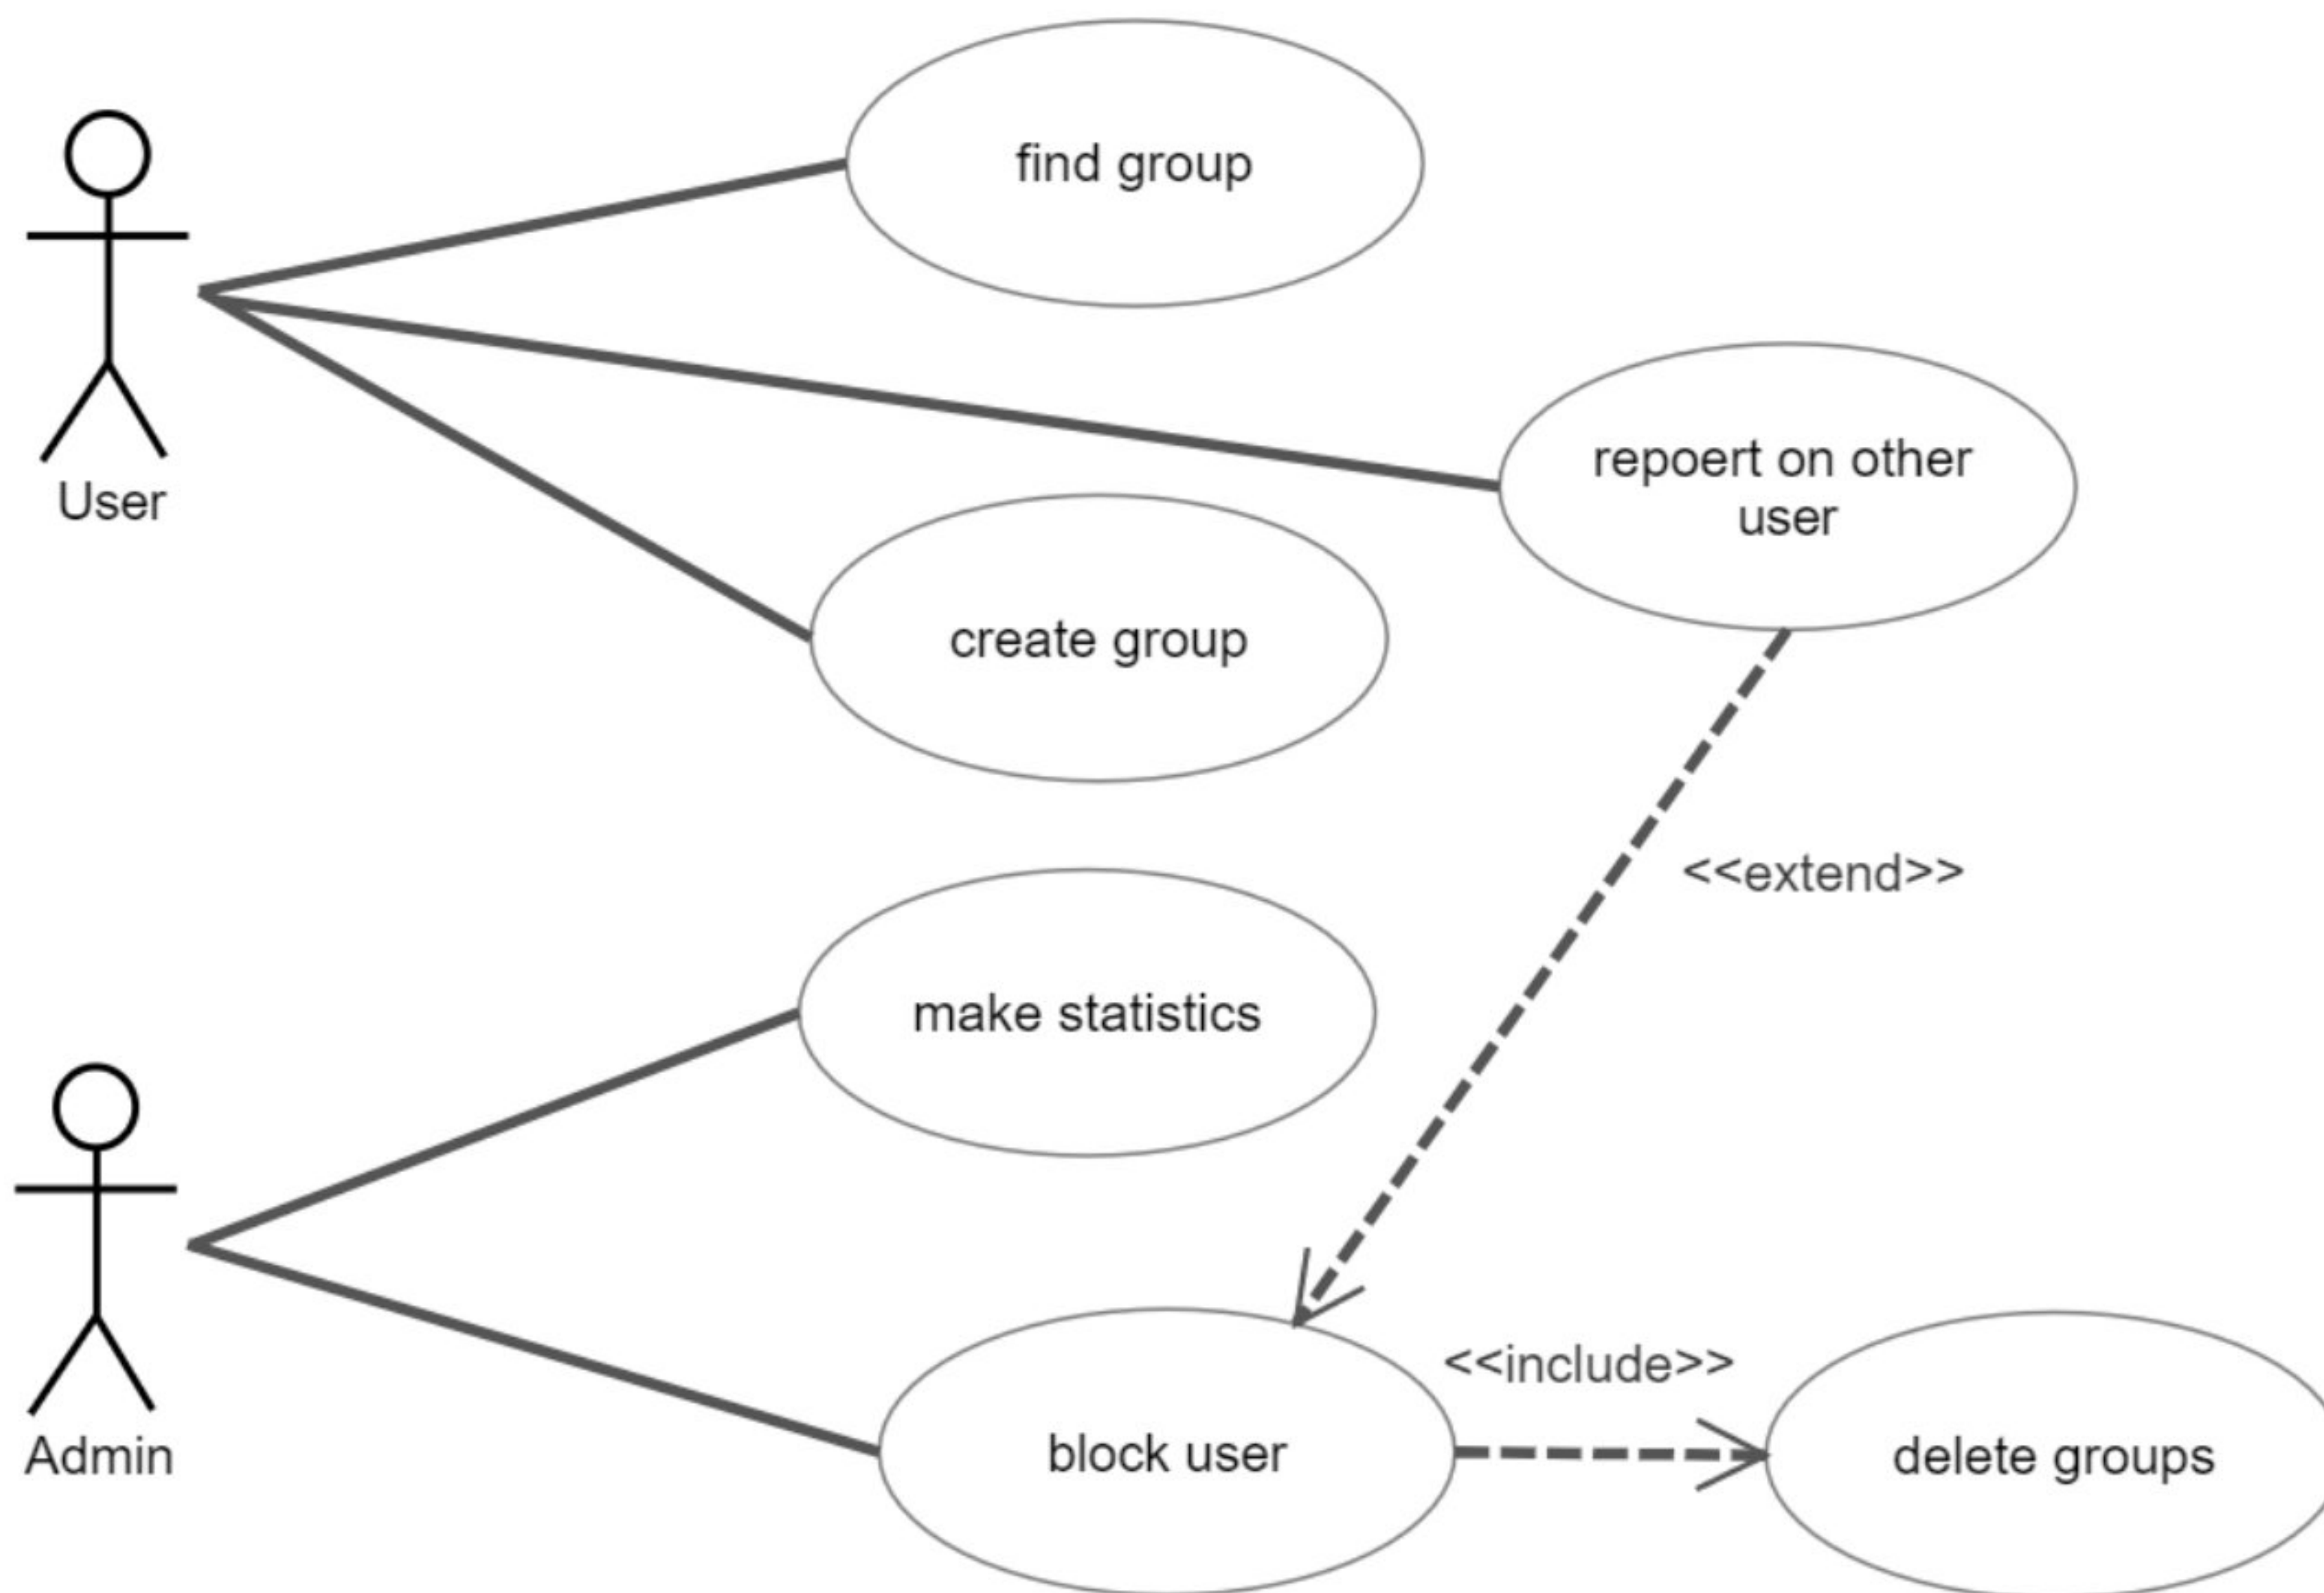 find group
User
repoert on other
user
create group
<<extend>>
make statistics
Admin
<<include>>
block user
delete groups